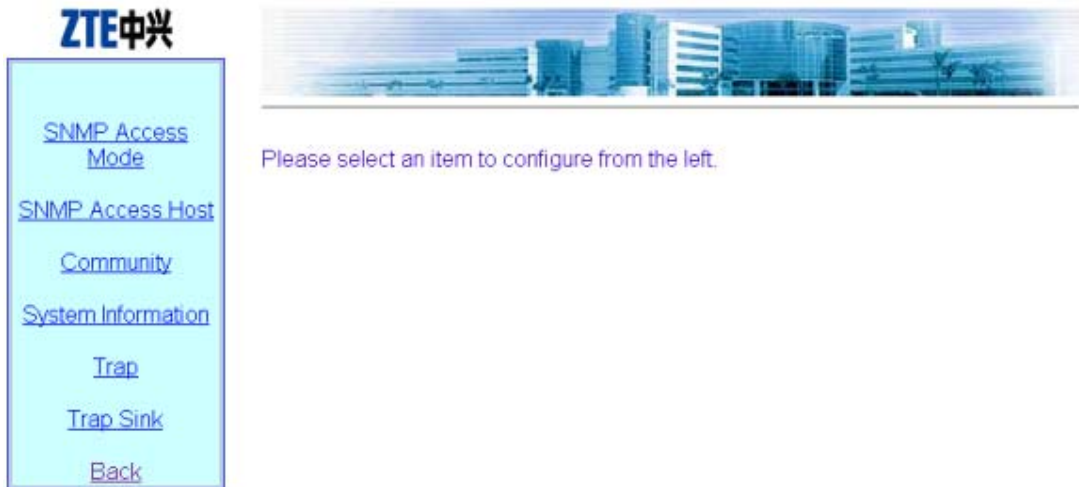 ZTE中兴
SNMP Access
Mode
SNMP Access Host
Community
System Information
Trap
Trap Sink
Back
Please select an item to configure from the left.